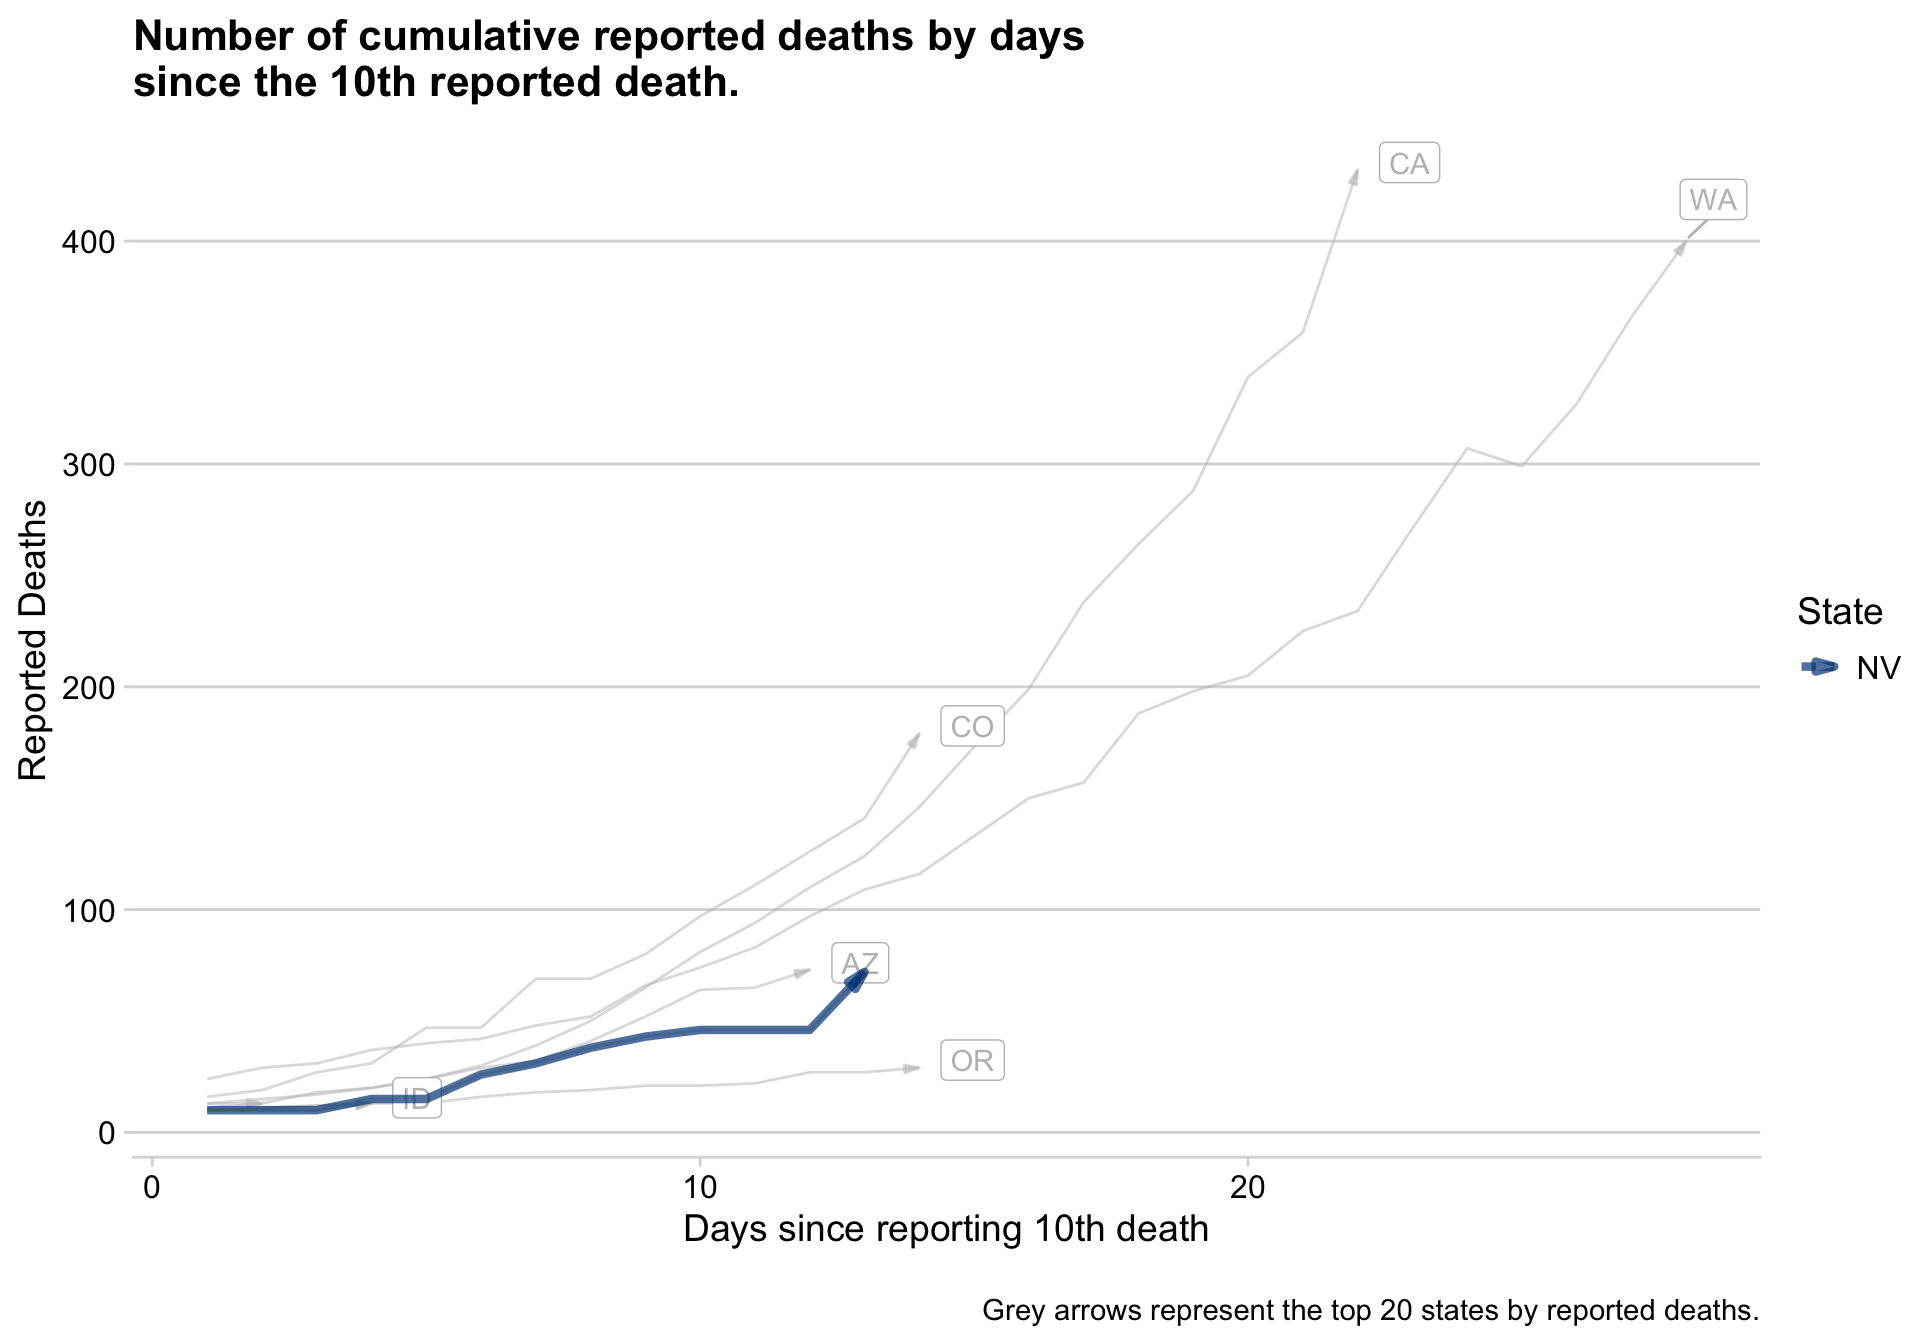 Number of cumulative reported deaths by days
since the 10th reported death.
CA
WA
400
300
200
100
0
Reported Deaths
CO
AZ
OR
ID
State
NV
0
10
20
Days since reporting 10th death
Grey arrows represent the top 20 states by reported deaths.